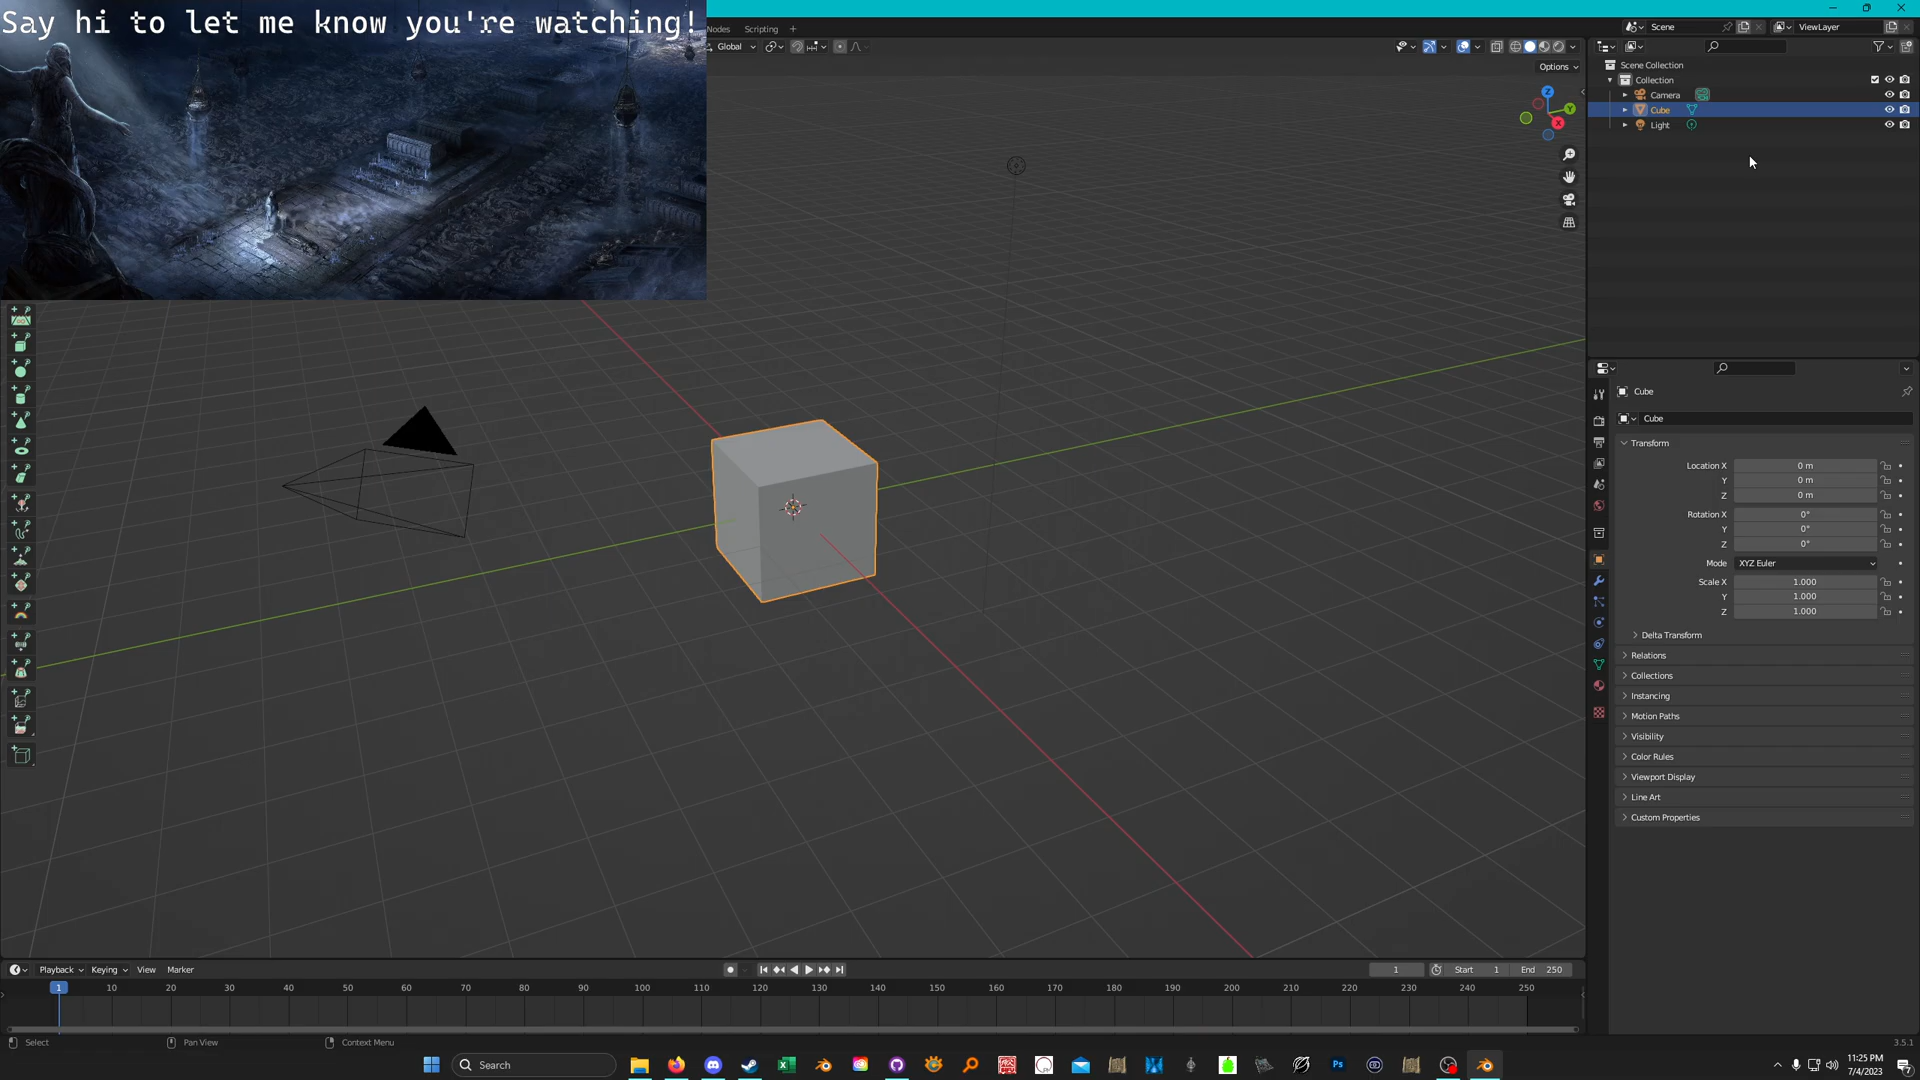 Say hi to let me know you're watching!
Nodes Scripting +
Scene ViewLayer
Global
Options
Z
Y
X
Scene Collection
Collection
Camera
Cube
Light
Cube
Cube
Transform
Location X 0 m
Y 0 m
Z 0 m
Rotation X 0°
Y 0°
Z 0°
Mode XYZ Euler
Scale X 1.000
Y 1.000
Z 1.000
Delta Transform
Relations
Collections
Instancing
Motion Paths
Visibility
Color Rules
Viewport Display
Line Art
Custom Properties
Playback Keying View Marker
1 Start 1 End 250
1 10 20 30 40 50 60 70 80 90 100 110 120 130 140 150 160 170 180 190 200 210 220 230 240 250
Select Pan View Context Menu
3.5.1
Search
Ps
11:25 PM
7/4/2023